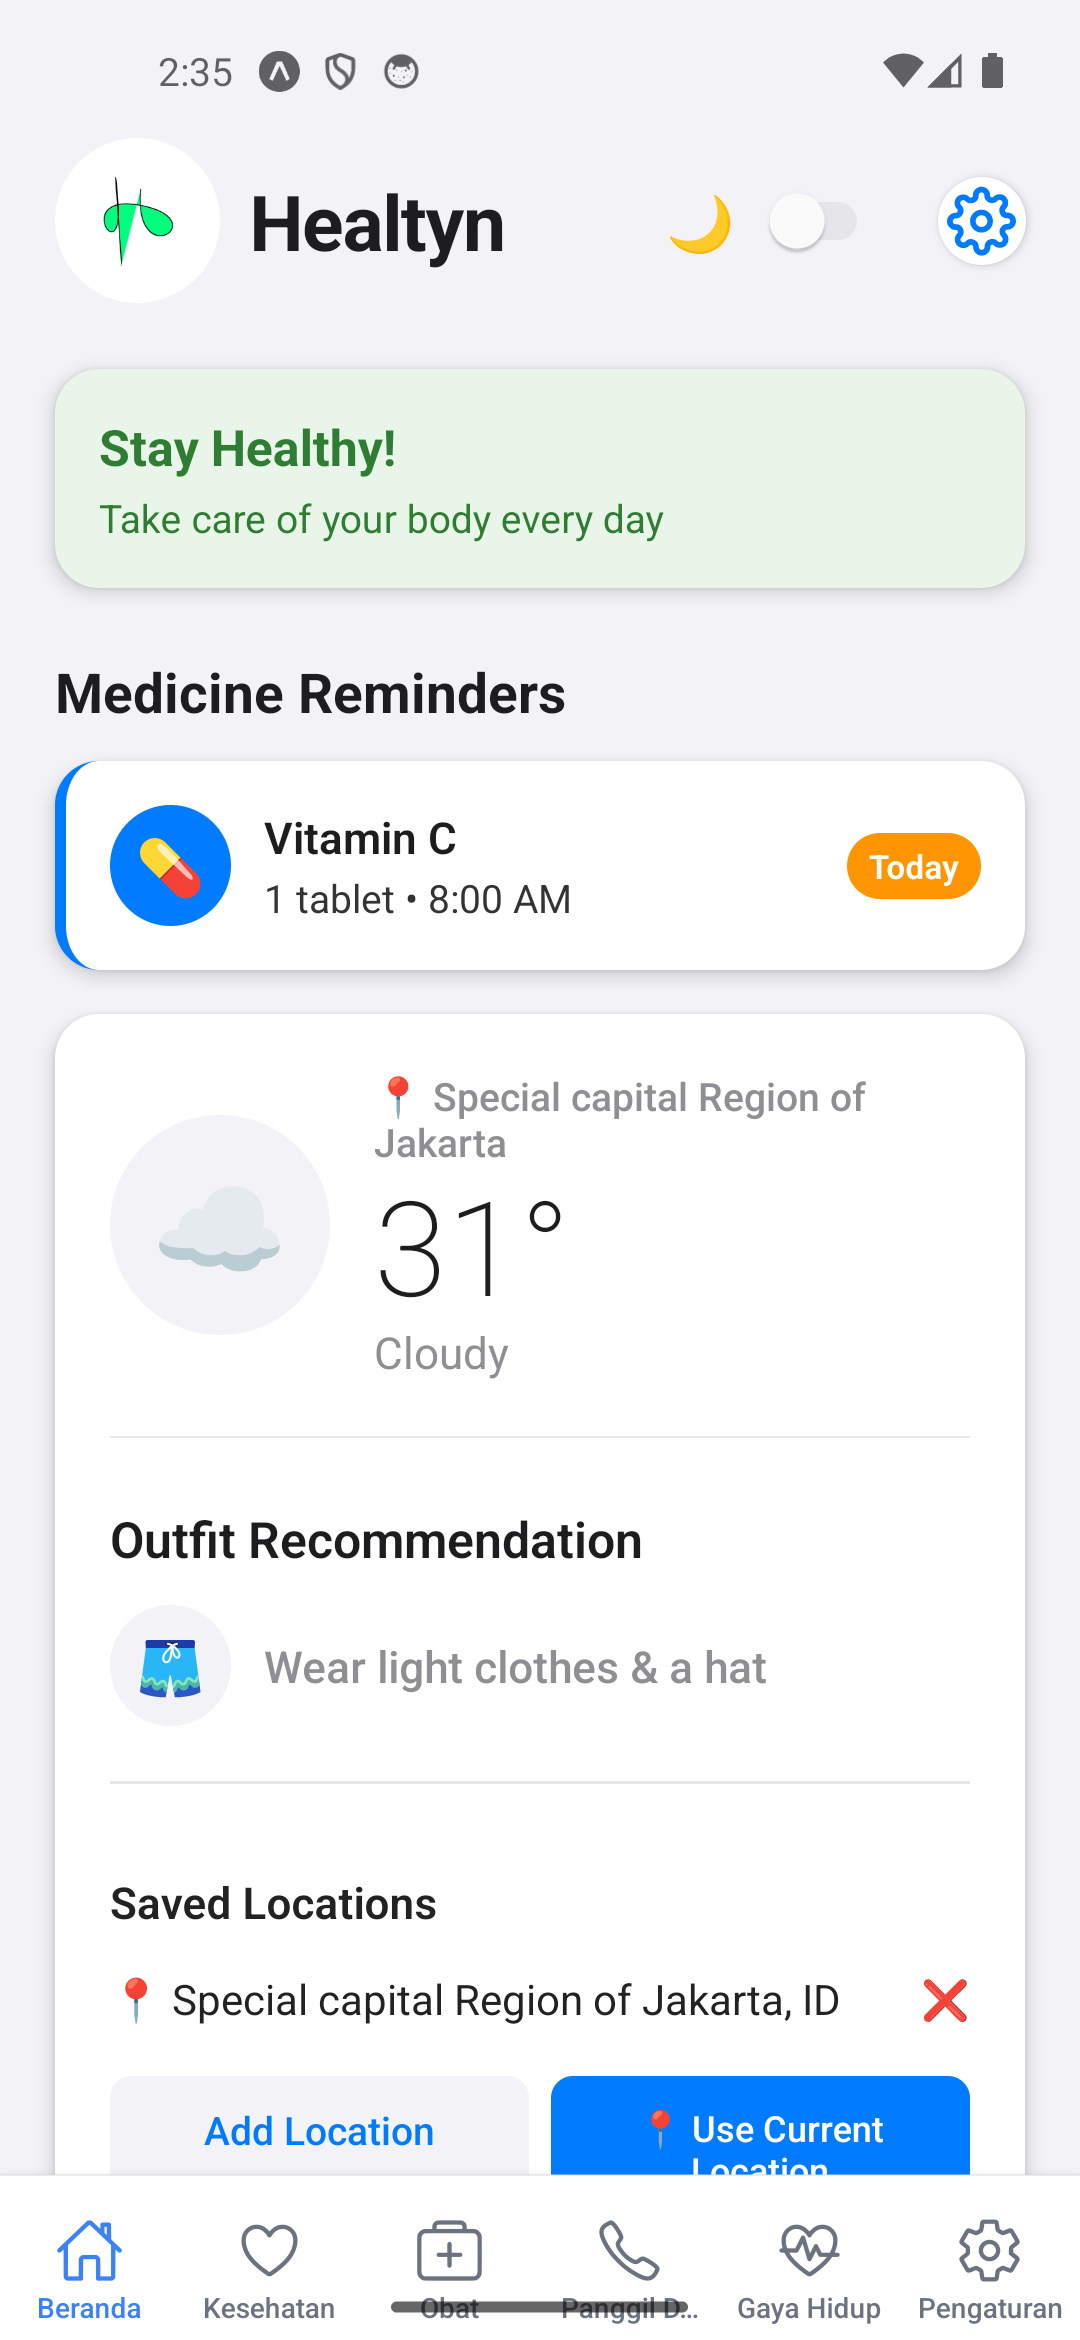 2:35
Healtyn
Stay Healthy!
Take care of your body every day
Medicine Reminders
Vitamin C
1 tablet • 8:00 AM
Today
Special capital Region of
Jakarta
31°
Cloudy
Outfit Recommendation
Wear light clothes & a hat
Saved Locations
Special capital Region of Jakarta, ID
Add Location
Use Current
Location
Beranda
Kesehatan
Obat
Panggil D...
Gaya Hidup
Pengaturan